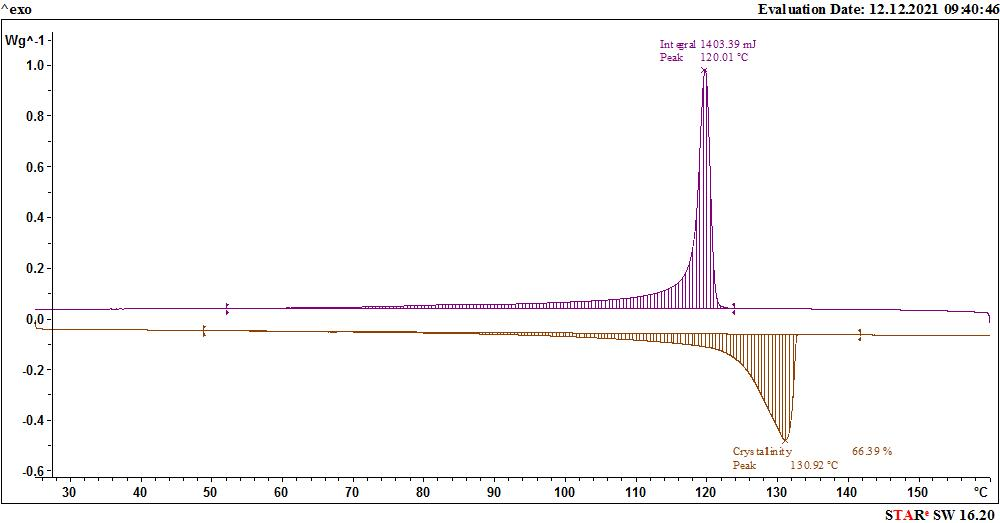 ^exo Evaluation Date: 12.12.2021 09:40:46
Wg^-1
Integral 1403.39 mJ
Peak 120.01 °C
1.0
0.8
0.6
0.4
0.2
0.0
-0.2
-0.4
-0.6
Crystallinity 66.39 %
Peak 130.92 °C
30 40 50 60 70 80 90 100 110 120 130 140 150 °C
STARe SW 16.20